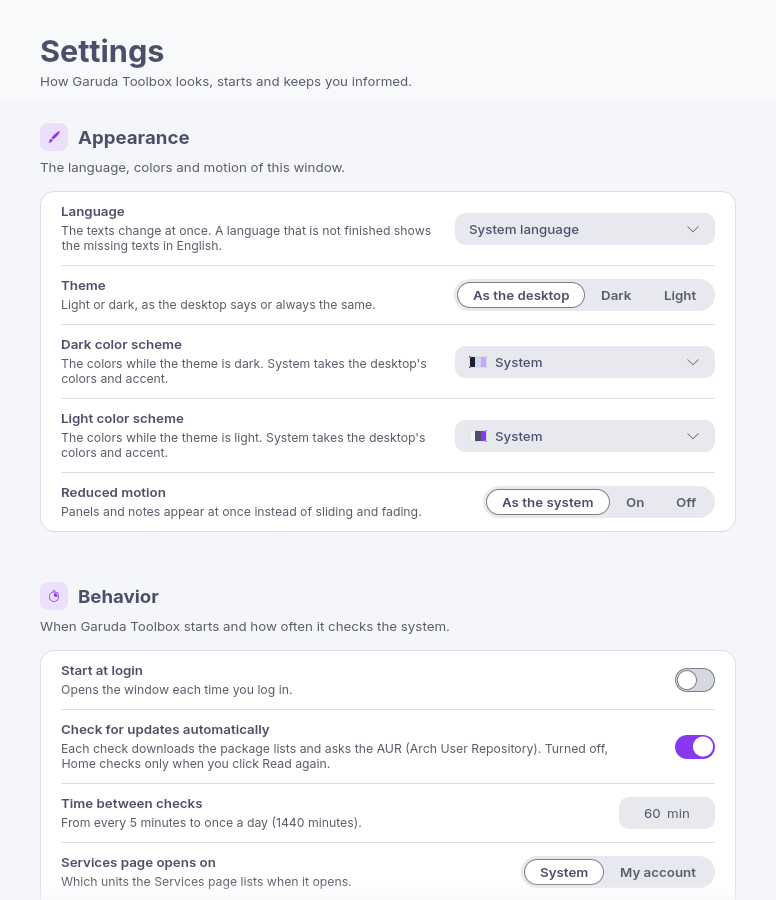 Settings
How Garuda Toolbox looks, starts and keeps you informed.
Appearance
The language, colors and motion of this window.
Language
The texts change at once. A language that is not finished shows
the missing texts in English.
System language
Theme
Light or dark, as the desktop says or always the same.
As the desktop Dark Light
Dark color scheme
The colors while the theme is dark. System takes the desktop's
colors and accent.
System
Light color scheme
The colors while the theme is light. System takes the desktop's
colors and accent.
System
Reduced motion
Panels and notes appear at once instead of sliding and fading.
As the system On Off
Behavior
When Garuda Toolbox starts and how often it checks the system.
Start at login
Opens the window each time you log in.
Check for updates automatically
Each check downloads the package lists and asks the AUR (Arch User Repository). Turned off,
Home checks only when you click Read again.
Time between checks
From every 5 minutes to once a day (1440 minutes).
60 min
Services page opens on
Which units the Services page lists when it opens.
System My account